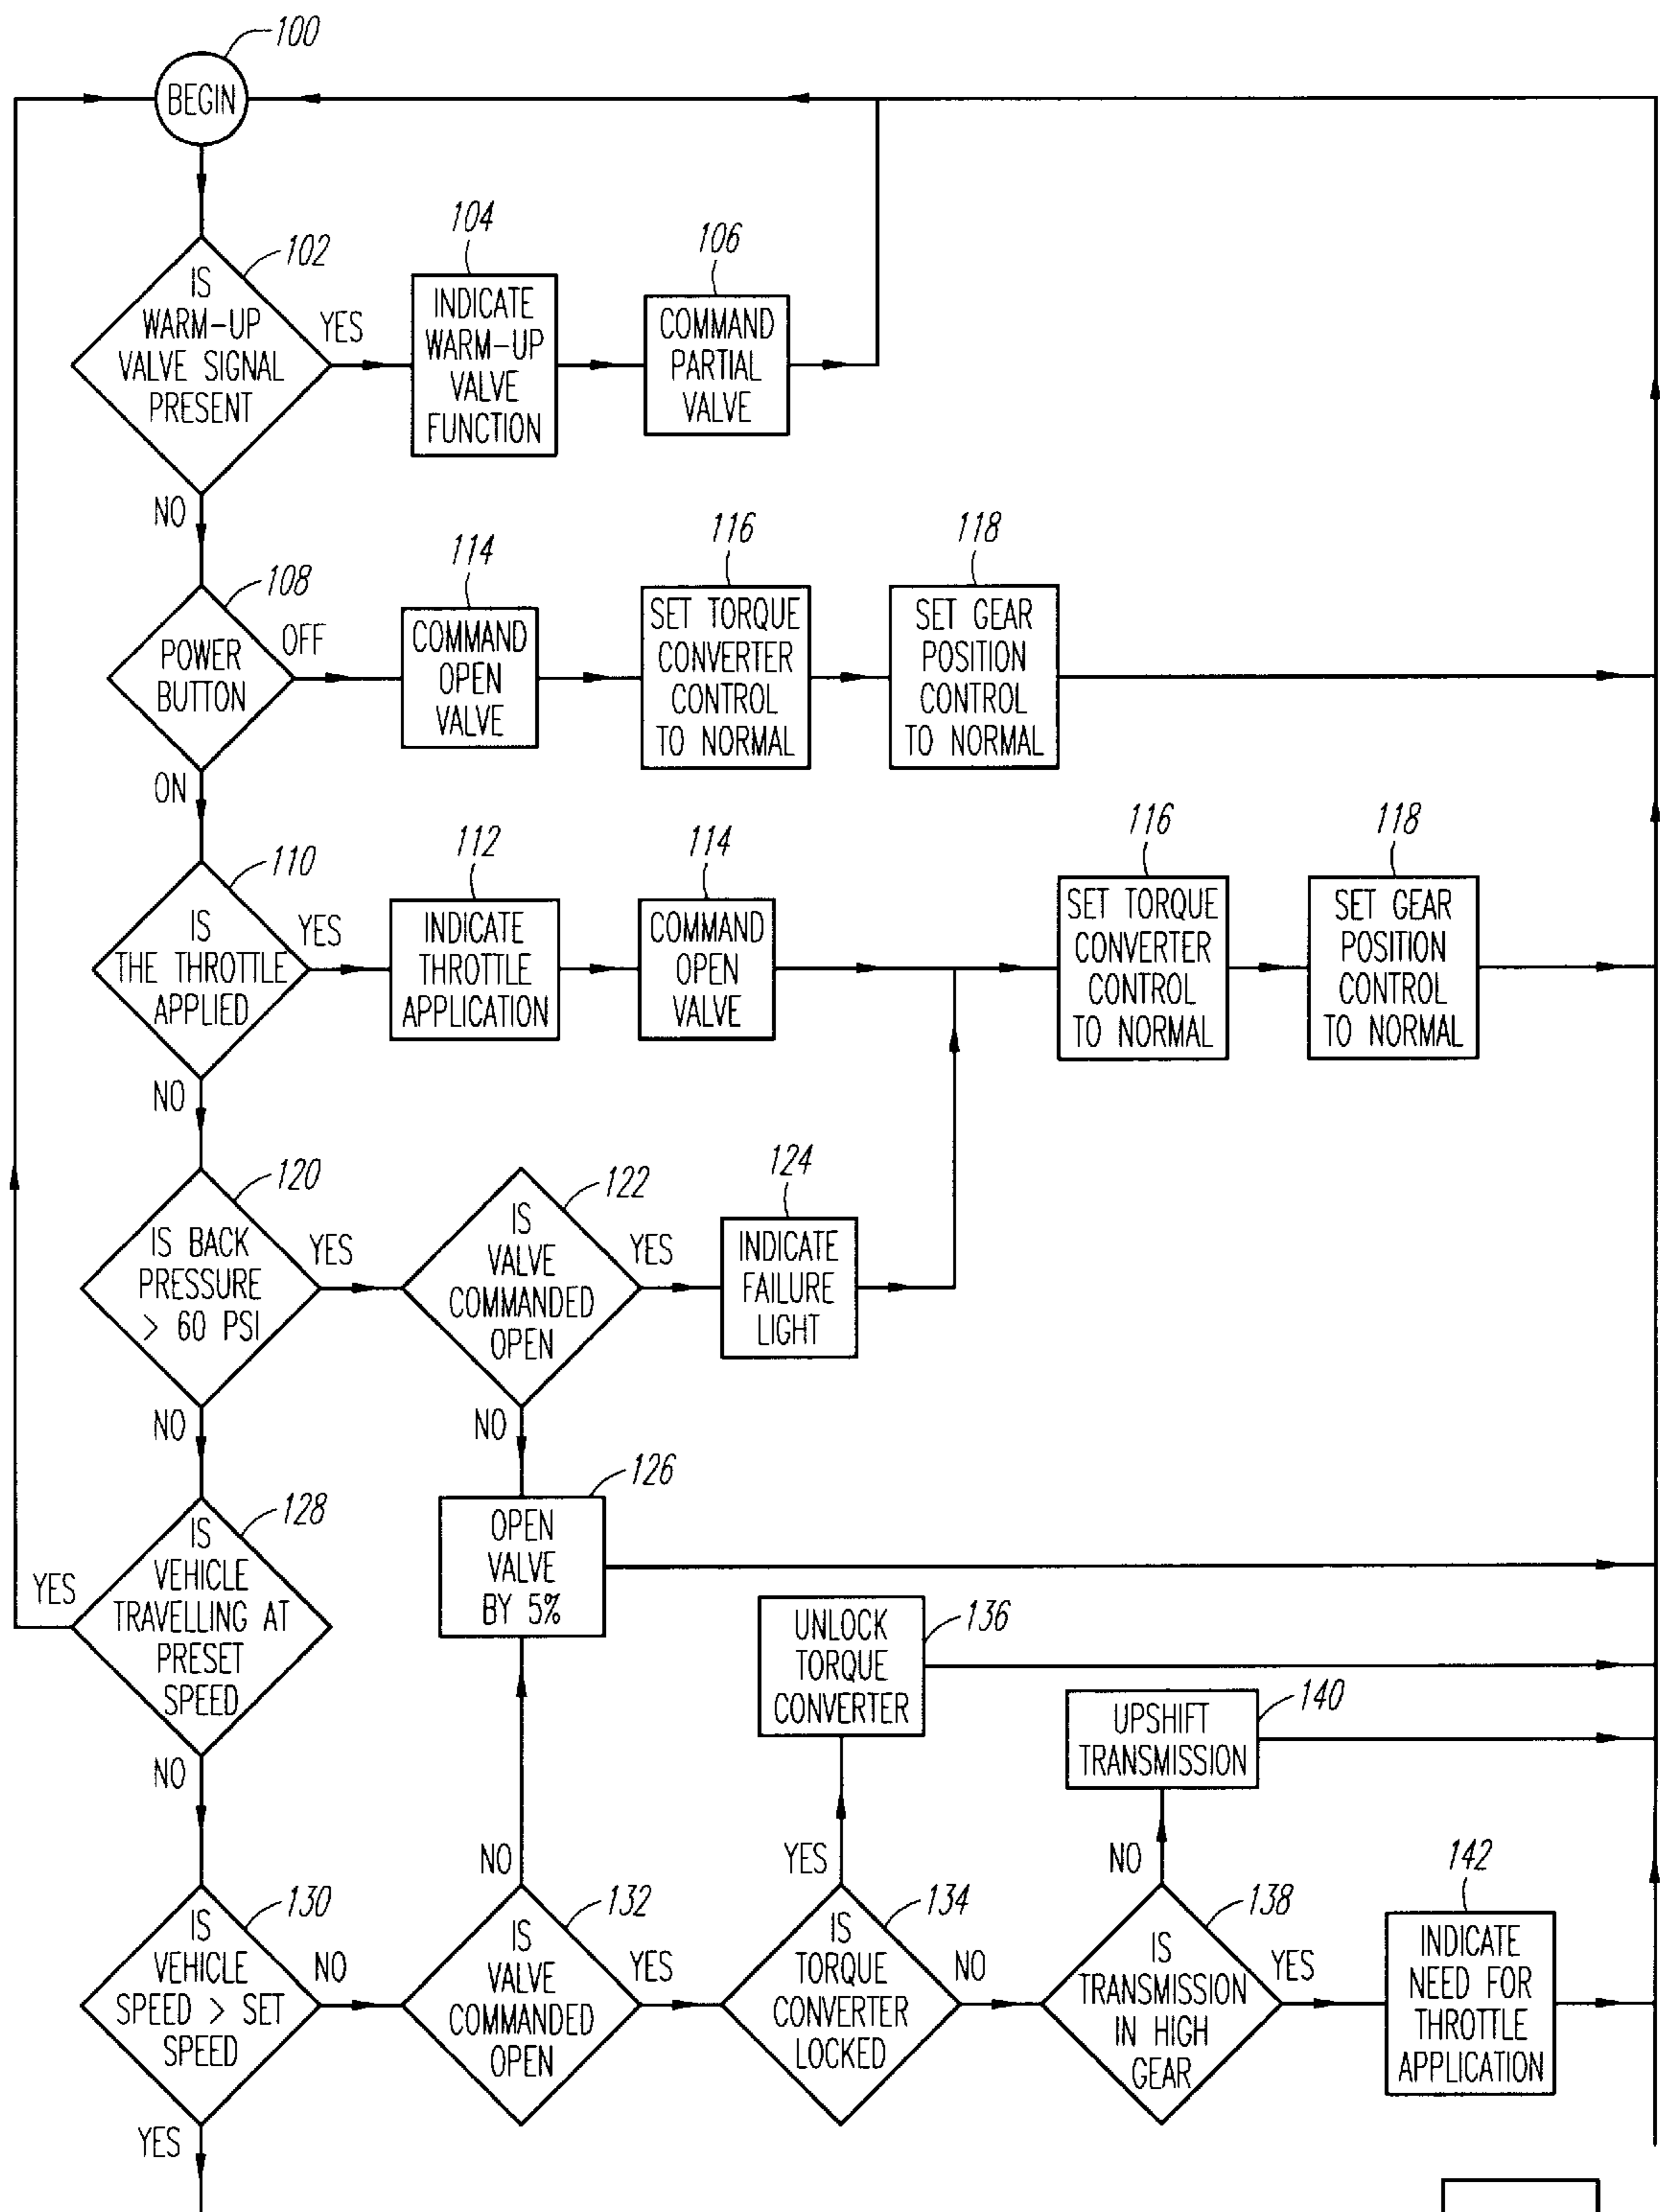 100
BEGIN
102
IS
WARM-UP
VALVE SIGNAL
PRESENT
YES
NO
104
INDICATE
WARM-UP
VALVE
FUNCTION
106
COMMAND
PARTIAL
VALVE
108
POWER
BUTTON
OFF
ON
114
COMMAND
OPEN
VALVE
116
SET TORQUE
CONVERTER
CONTROL
TO NORMAL
118
SET GEAR
POSITION
CONTROL
TO NORMAL
110
IS
THE THROTTLE
APPLIED
YES
NO
112
INDICATE
THROTTLE
APPLICATION
114
COMMAND
OPEN
VALVE
116
SET TORQUE
CONVERTER
CONTROL
TO NORMAL
118
SET GEAR
POSITION
CONTROL
TO NORMAL
120
IS BACK
PRESSURE
> 60 PSI
YES
NO
122
IS
VALVE
COMMANDED
OPEN
YES
NO
124
INDICATE
FAILURE
LIGHT
126
OPEN
VALVE
BY 5%
128
IS
VEHICLE
TRAVELLING AT
PRESET
SPEED
YES
NO
136
UNLOCK
TORQUE
CONVERTER
140
UPSHIFT
TRANSMISSION
130
IS
VEHICLE
SPEED > SET
SPEED
NO
YES
132
IS
VALVE
COMMANDED
OPEN
NO
YES
134
IS
TORQUE
CONVERTER
LOCKED
YES
NO
138
IS
TRANSMISSION
IN HIGH
GEAR
NO
YES
142
INDICATE
NEED FOR
THROTTLE
APPLICATION